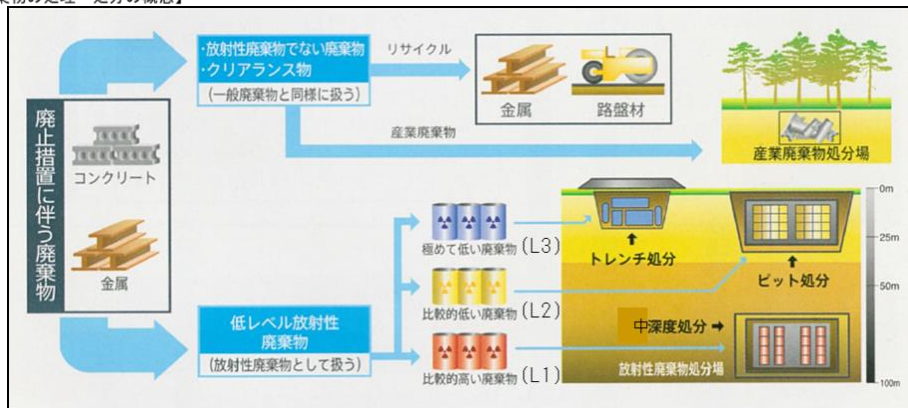 廃止措置に伴う廃棄物
コンクリート
金属
・放射性廃棄物でない廃棄物
・クリアランス物
(一般廃棄物と同様に扱う)
リサイクル
金属
路盤材
産業廃棄物
産業廃棄物処分場
低レベル放射性
廃棄物
(放射性廃棄物として扱う)
極めて低い廃棄物(L3)
比較的低い廃棄物(L2)
比較的高い廃棄物(L1)
トレンチ処分
ピット処分
中深度処分
放射性廃棄物処分場
0m
25m
50m
100m